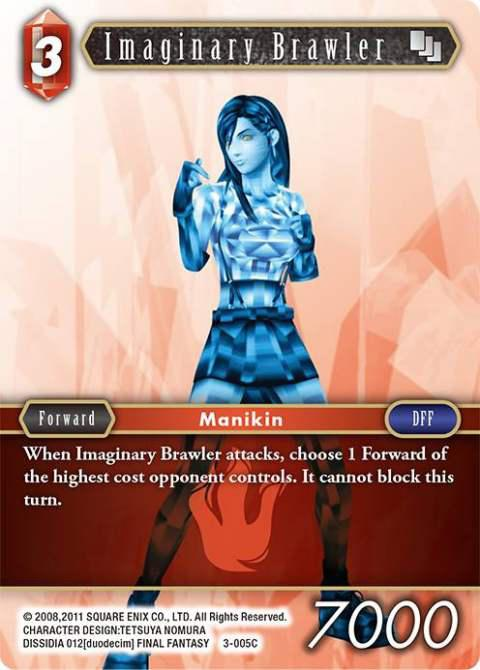 3
Imaginary Brawler
Forward
Manikin
DFF
When Imaginary Brawler attacks, choose 1 Forward of
the highest cost opponent controls. It cannot block this
turn.
© 2008,2011 SQUARE ENIX CO., LTD. All Rights Reserved.
CHARACTER DESIGN:TETSUYA NOMURA
DISSIDIA 012[duodecim] FINAL FANTASY 3-005C
7000